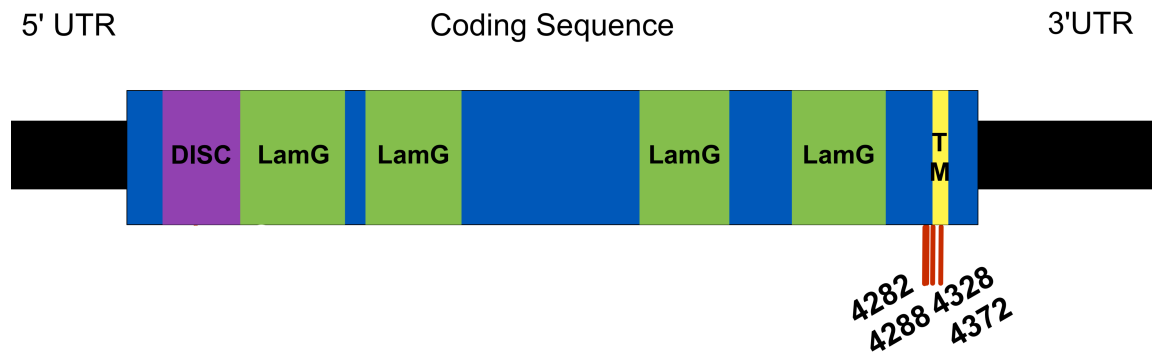 5' UTR Coding Sequence 3'UTR
DISC LamG LamG LamG LamG T
M
4282 4328
4288 4372